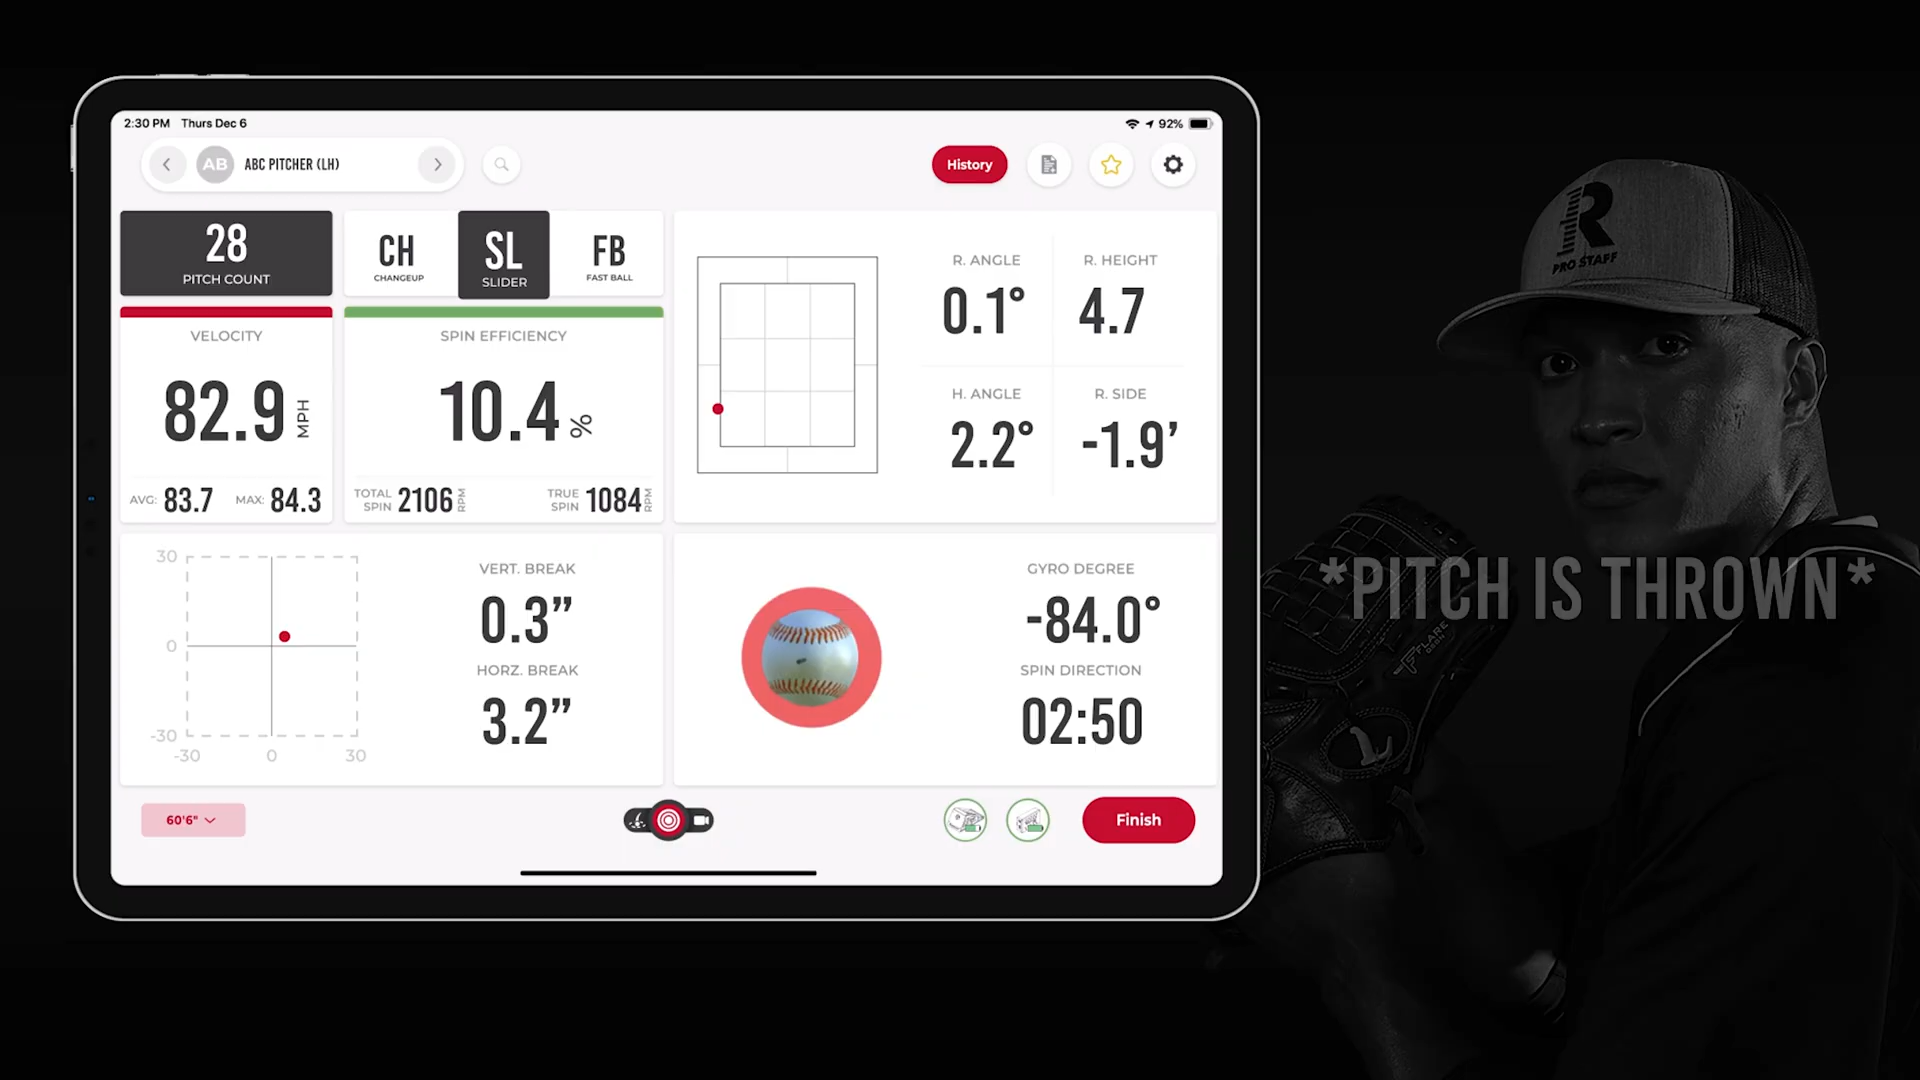 2:30 PM Thurs Dec 6
92%
AB ABC PITCHER (LH)
History
28
PITCH COUNT
CH
CHANGEUP
SL
SLIDER
FB
FAST BALL
VELOCITY
82.9 MPH
AVG: 83.7 MAX: 84.3
SPIN EFFICIENCY
10.4 %
TOTAL SPIN 2106 RPM
TRUE SPIN 1084 RPM
R. ANGLE
0.1°
R. HEIGHT
4.7
H. ANGLE
2.2°
R. SIDE
-1.9’
30
0
-30
-30 0 30
VERT. BREAK
0.3”
HORZ. BREAK
3.2”
GYRO DEGREE
-84.0°
SPIN DIRECTION
02:50
60'6"
Finish
R
PRO STAFF
*PITCH IS THROWN*
FLARE